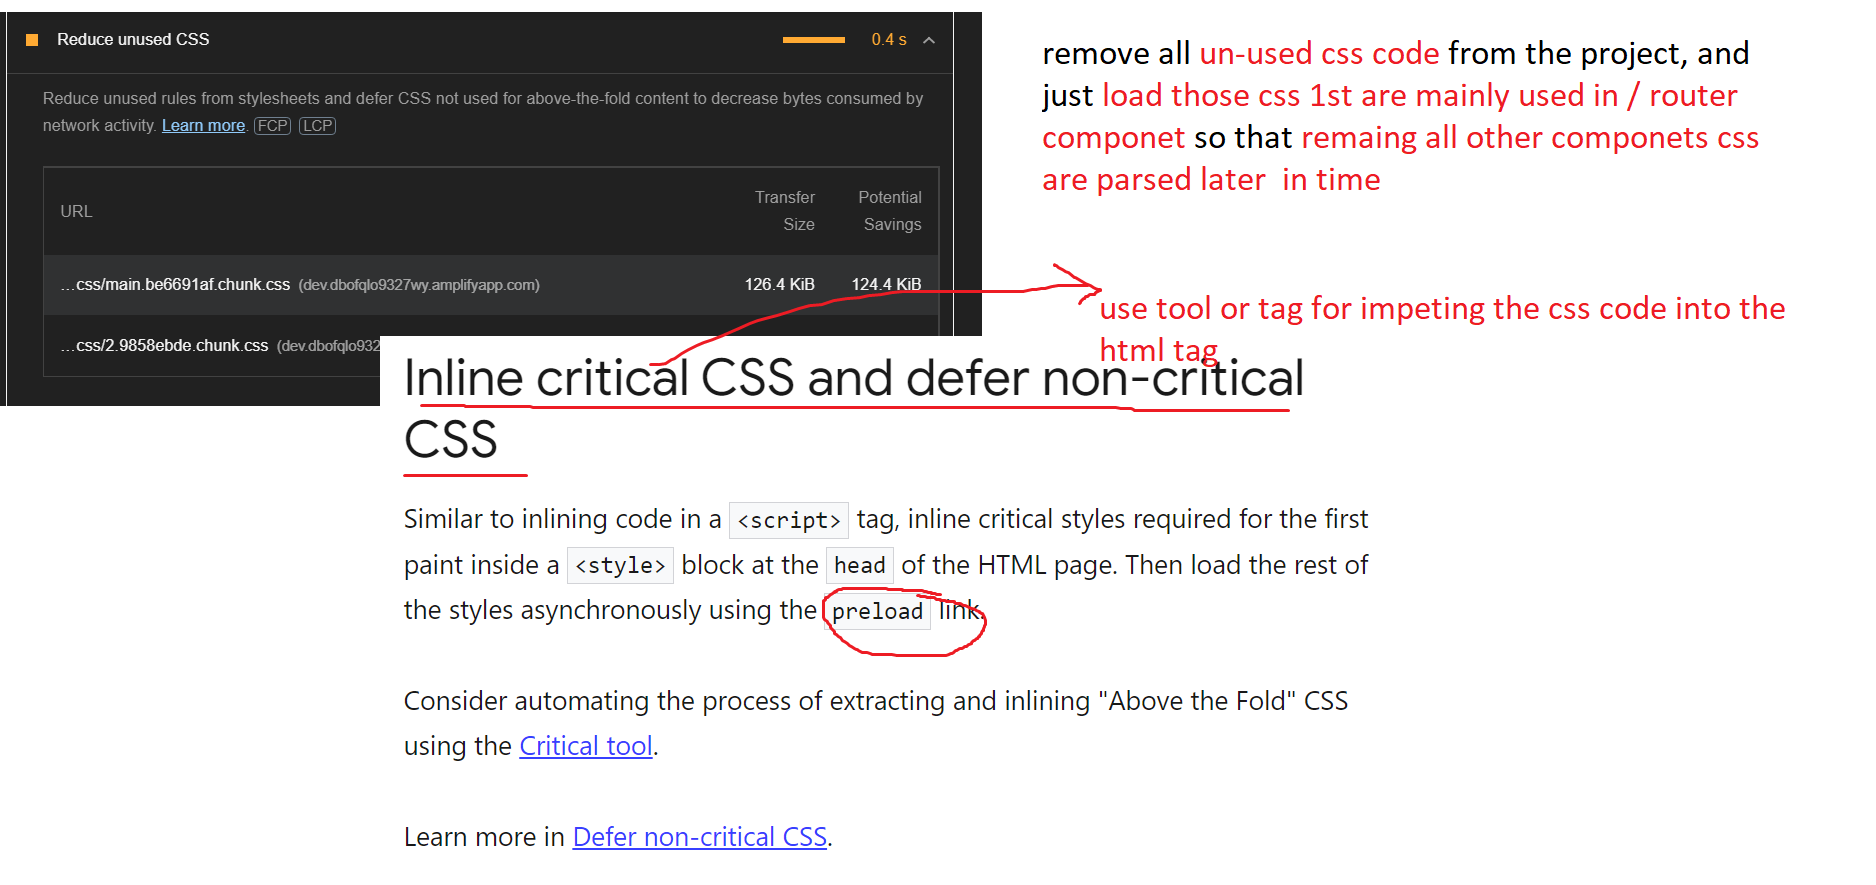 Reduce unused CSS
0.4 s
Reduce unused rules from stylesheets and defer CSS not used for above-the-fold content to decrease bytes consumed by
network activity. Learn more. FCP LCP
URL
Transfer
Size
Potential
Savings
...css/main.be6691af.chunk.css (dev.dbofqlo9327wy.amplifyapp.com)
126.4 KiB
124.4 KiB
...css/2.9858ebde.chunk.css (dev.dbofqlo932
remove all un-used css code from the project, and
just load those css 1st are mainly used in / router
componet so that remaing all other componets css
are parsed later in time
use tool or tag for impeting the css code into the
html tag
Inline critical CSS and defer non-critical
CSS
Similar to inlining code in a <script> tag, inline critical styles required for the first
paint inside a <style> block at the head of the HTML page. Then load the rest of
the styles asynchronously using the preload link.
Consider automating the process of extracting and inlining "Above the Fold" CSS
using the Critical tool.
Learn more in Defer non-critical CSS.